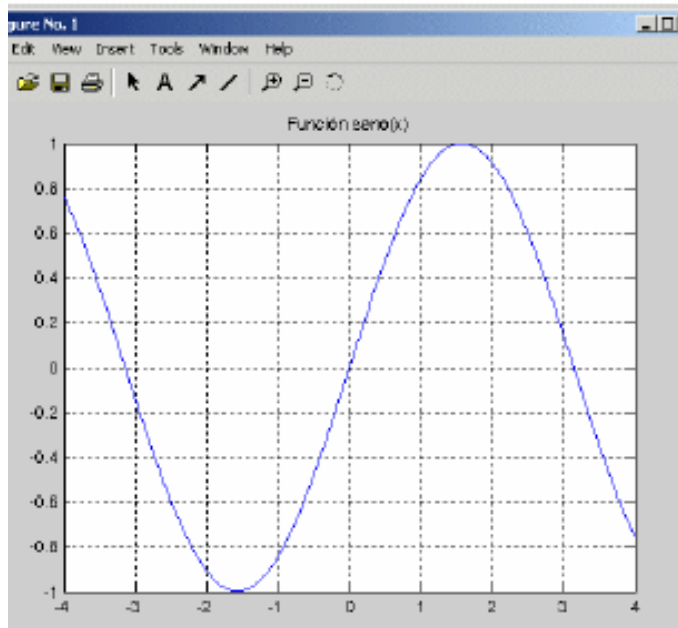 gure No. 1
Edit View Insert Tools Window Help
A
Función seno(x)
1
0.8
0.6
0.4
0.2
0
-0.2
-0.4
-0.6
-0.8
-1
-4 -3 -2 -1 0 1 2 3 4